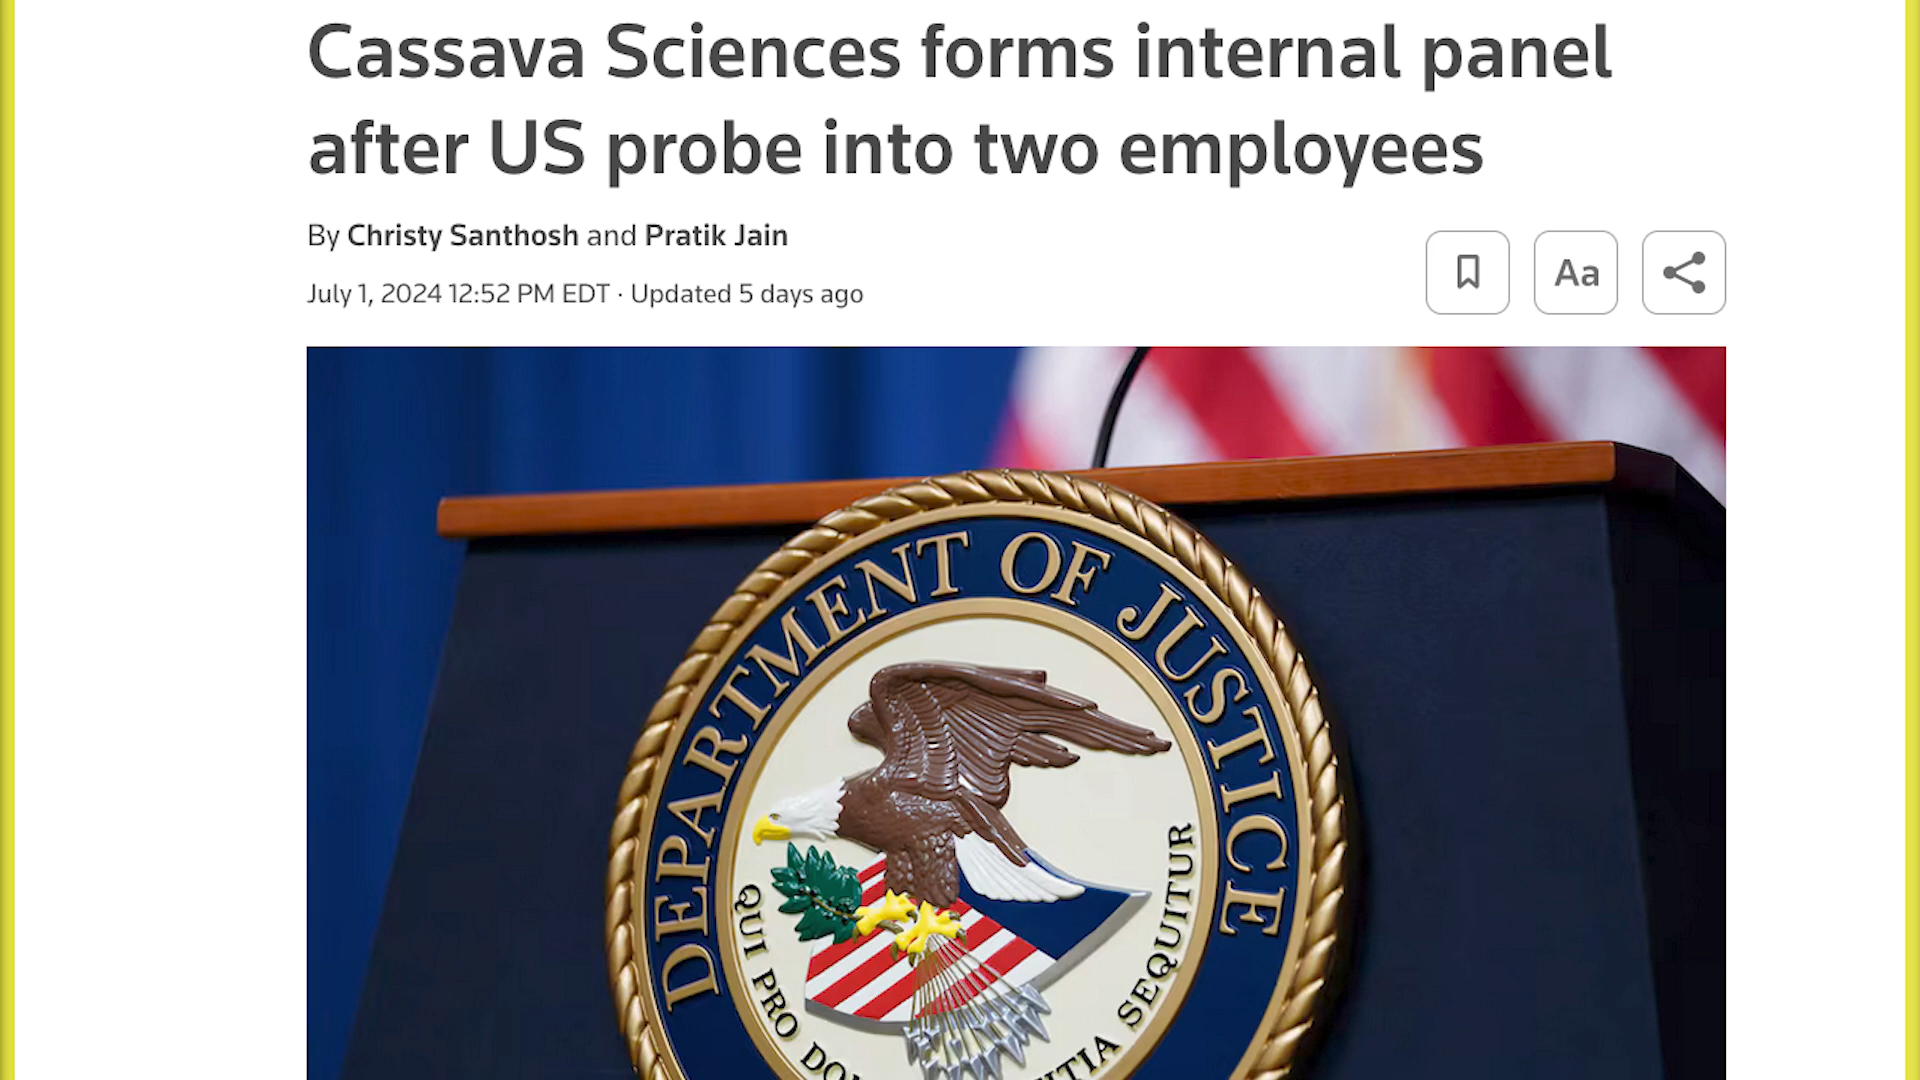 Cassava Sciences forms internal panel
after US probe into two employees
By Christy Santhosh and Pratik Jain
July 1, 2024 12:52 PM EDT · Updated 5 days ago
Aa
DEPARTMENT OF JUSTICE
QUI PRO SEQUITUR